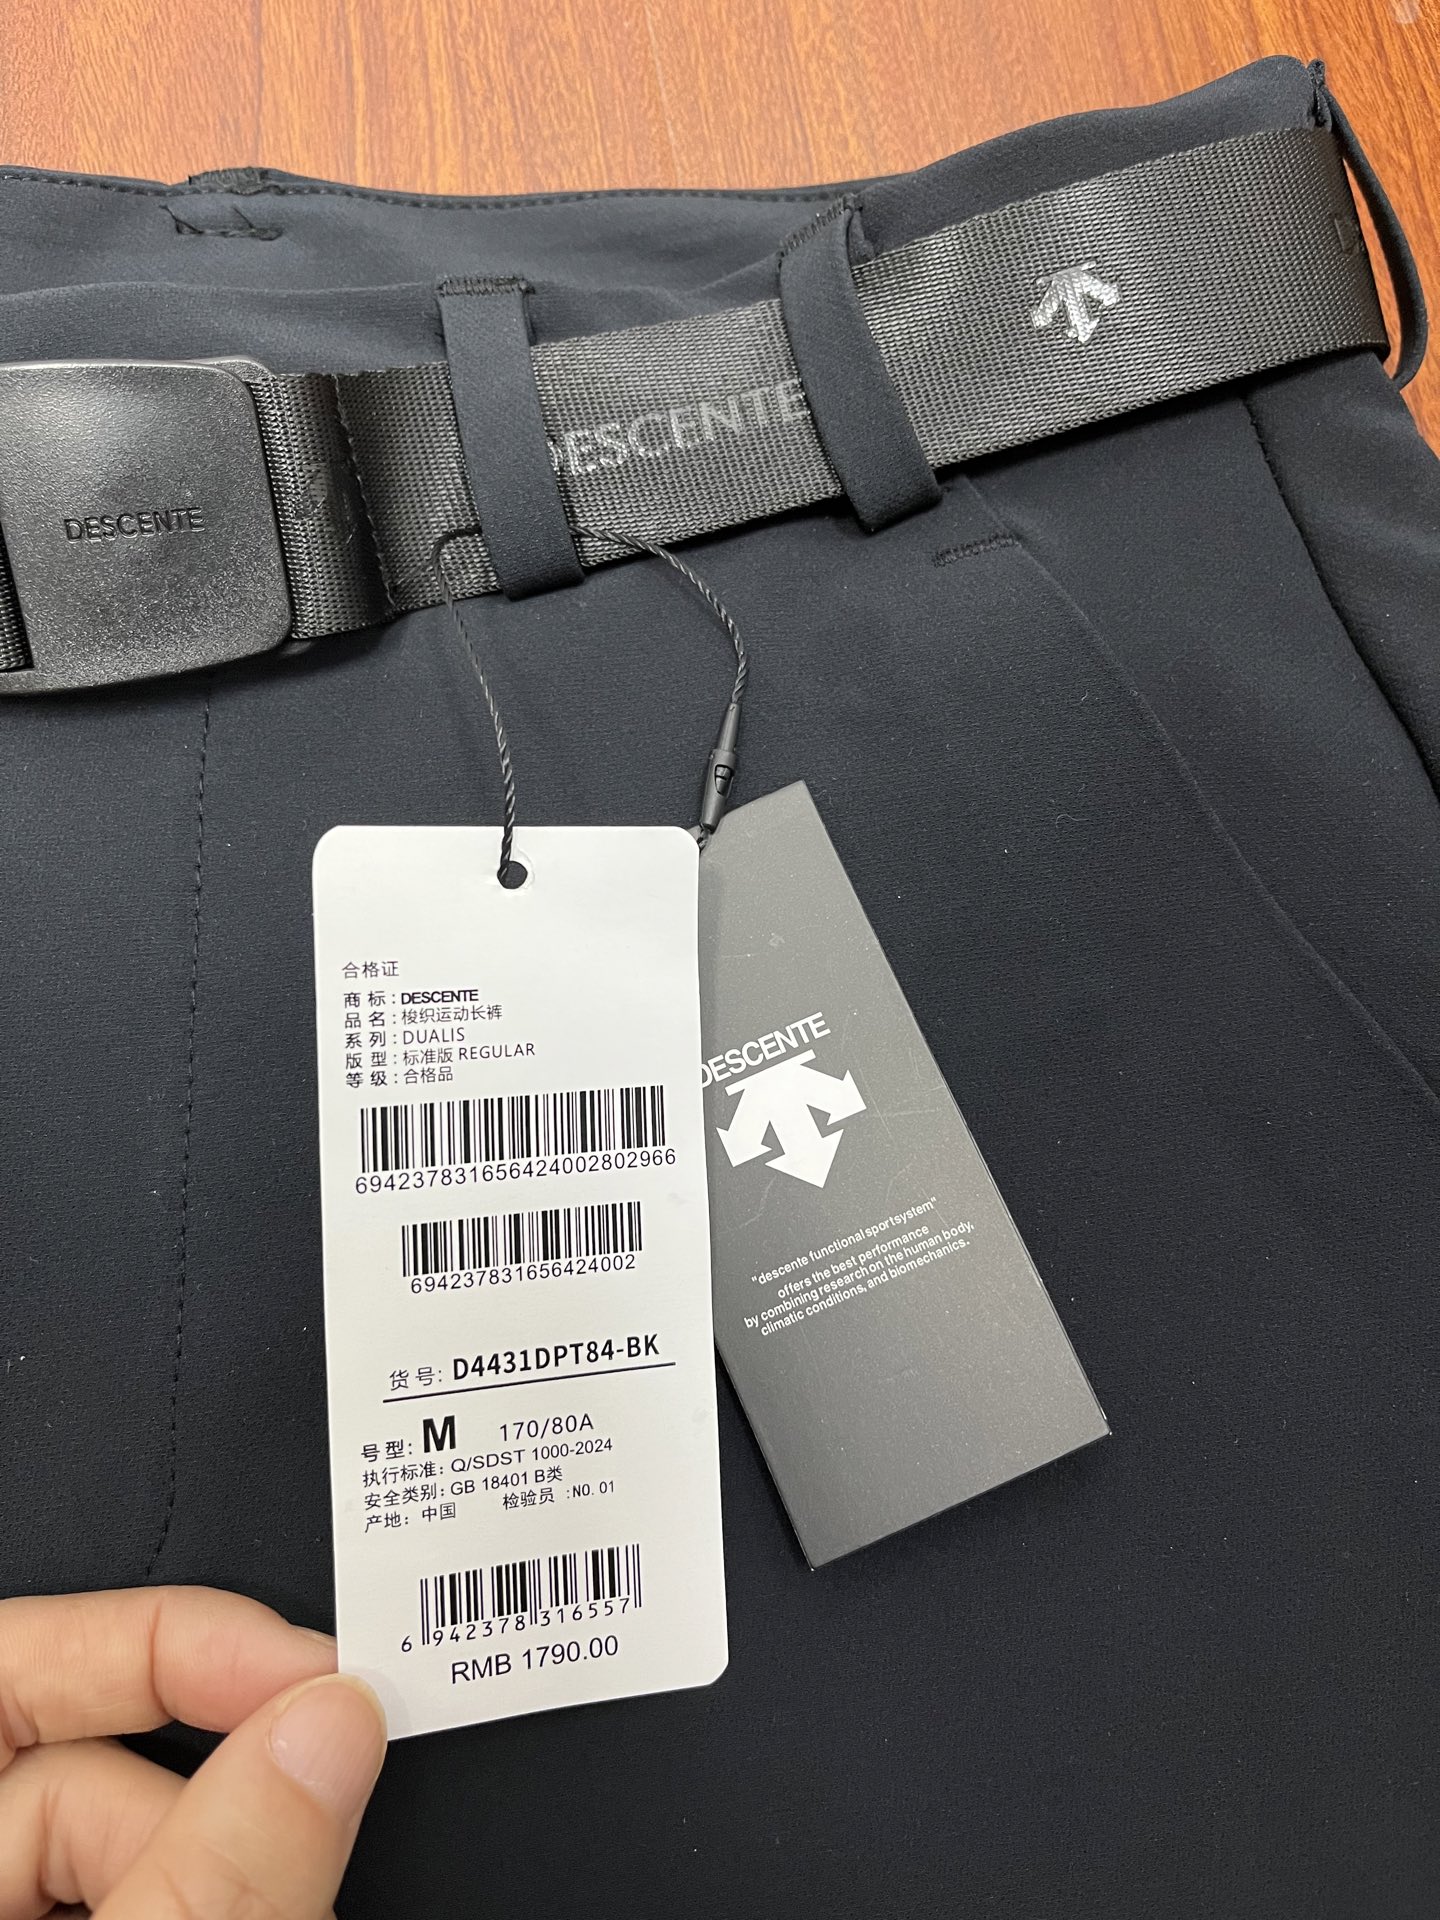 DESCENTE
DESCENTE
合格证
商 标：DESCENTE
品 名：梭织运动长裤
系 列：DUALIS
版 型：标准版 REGULAR
等 级：合格品
694237831656424002802966
694237831656424002
货 号： D4431DPT84-BK
号 型： M 170/80A
执行标准： Q/SDST 1000-2024
安全类别： GB 18401 B类
产地： 中国 检验员 :NO.01
6 942378 316557
RMB 1790.00
DESCENTE
"descente functional sportsystem"
offers the best performance
by combining research on the human body,
climatic conditions, and biomechanics.